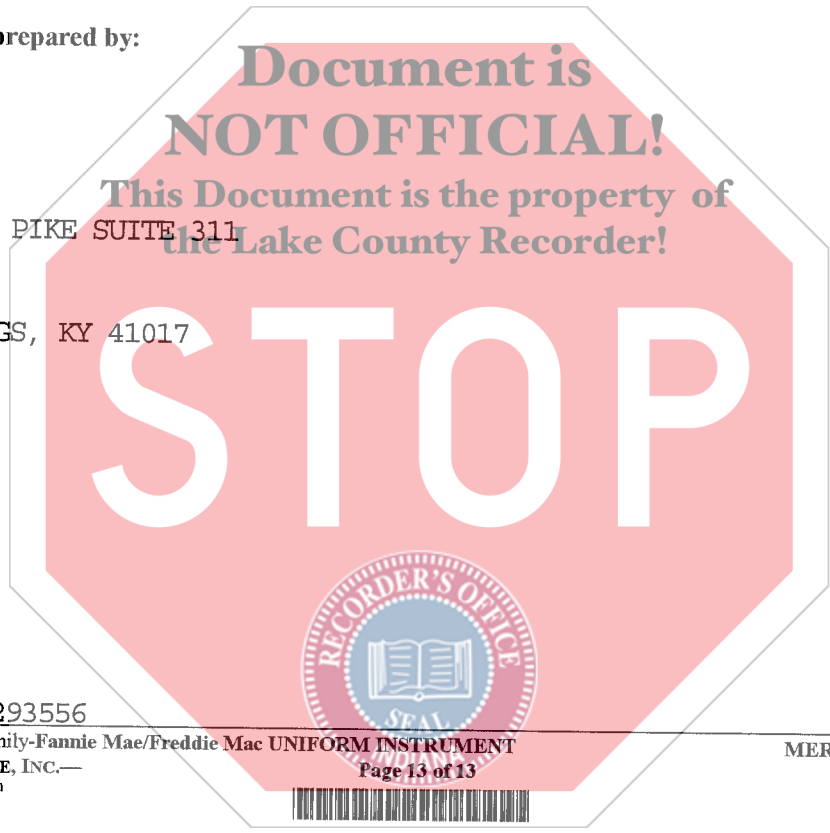 prepared by:
Document is
NOT OFFICIAL!
This Document is the property of
PIKE SUITE 311
the Lake County Recorder!
GS, KY 41017
STOP
RECORDER'S OFFICE
SEAL
INDIANA
293556
mily-Fannie Mae/Freddie Mac UNIFORM INSTRUMENT
MER
E, INC.—
Page 13 of 13